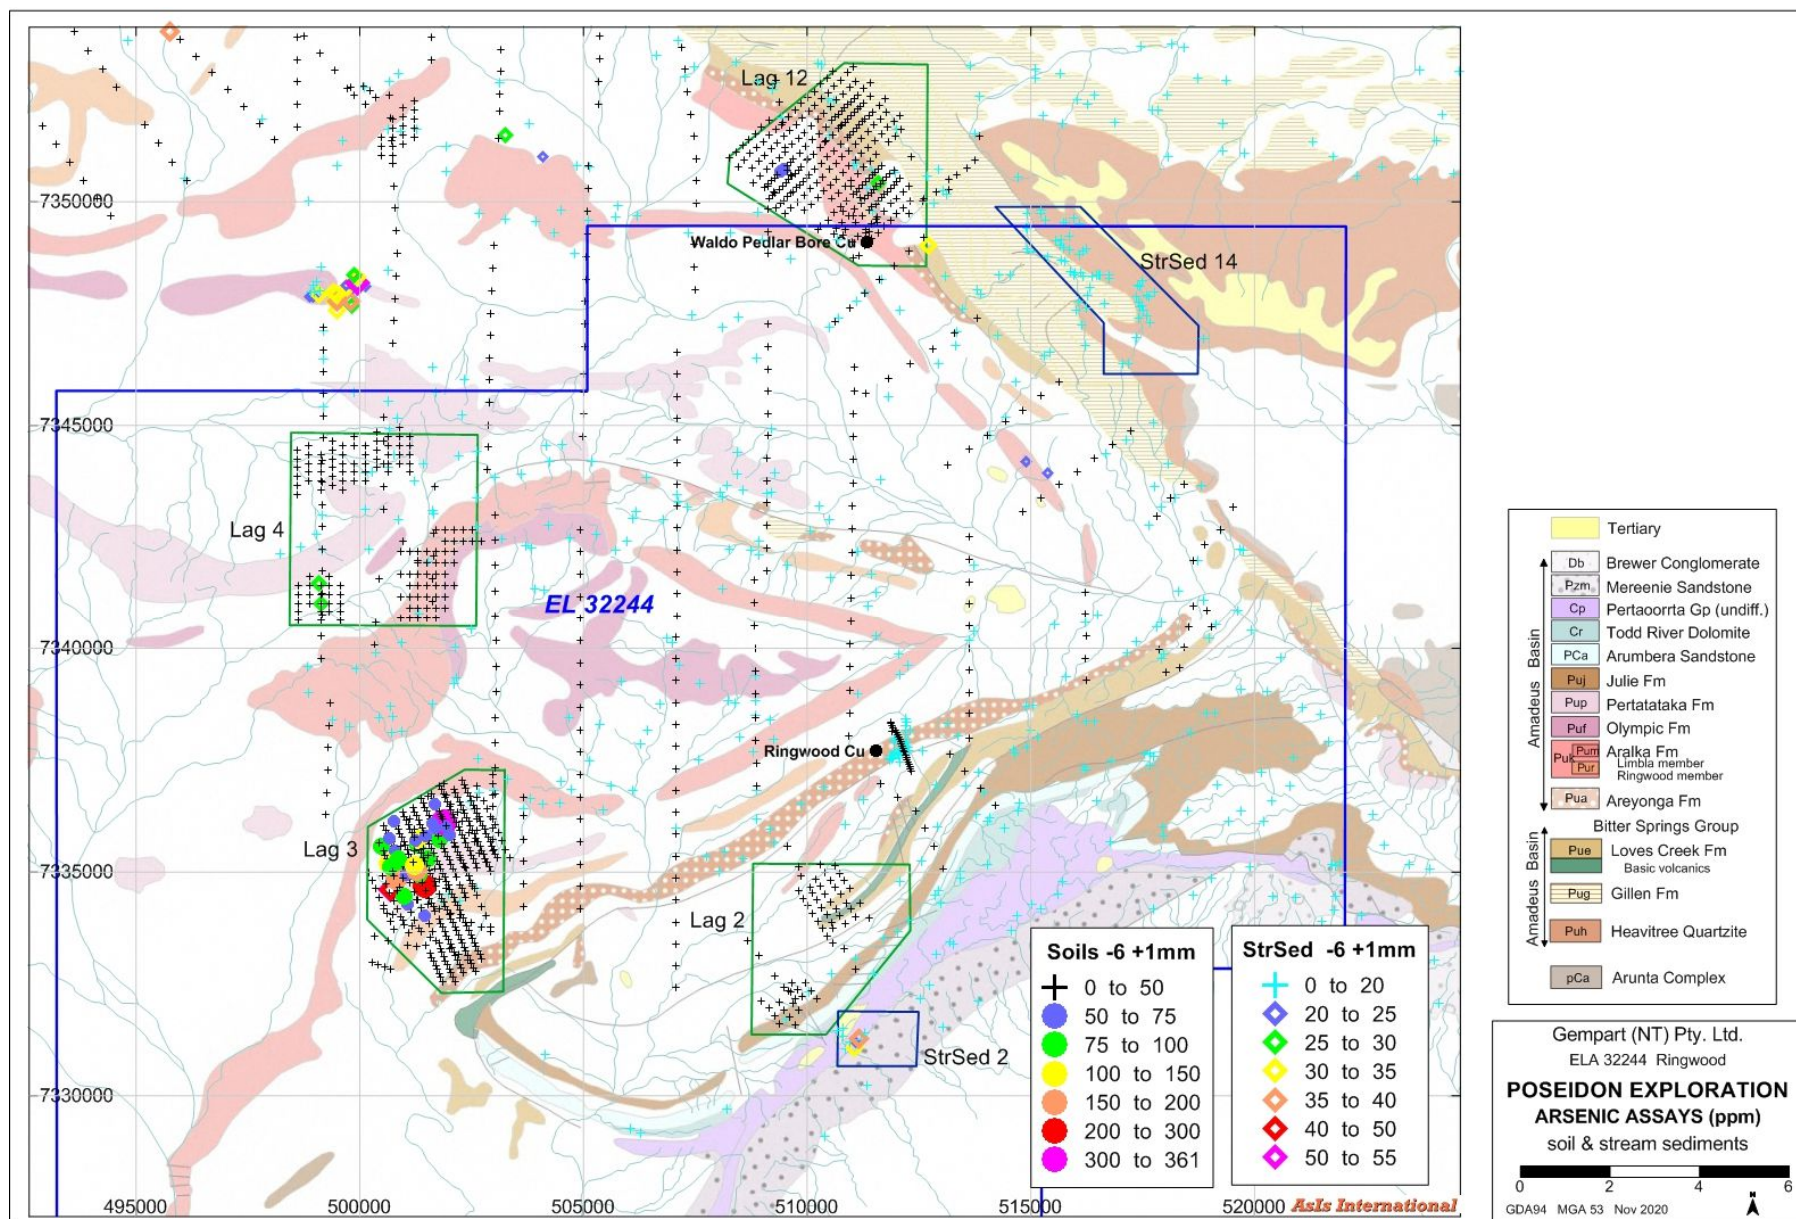 Lag 12
7350000
Waldo Pedlar Bore Cu
StrSed 14
7345000
Lag 4
EL 32244
7340000
Ringwood Cu
Lag 3
7335000
Lag 2
StrSed 2
7330000
495000
500000
505000
510000
515000
520000
AsIs International
Soils -6 +1mm
0 to 50
50 to 75
75 to 100
100 to 150
150 to 200
200 to 300
300 to 361
StrSed -6 +1mm
0 to 20
20 to 25
25 to 30
30 to 35
35 to 40
40 to 50
50 to 55
Tertiary
Amadeus Basin
Db Brewer Conglomerate
Pzm Mereenie Sandstone
Cp Pertaoorrta Gp (undiff.)
Cr Todd River Dolomite
PCa Arumbera Sandstone
Puj Julie Fm
Pup Pertatataka Fm
Puf Olympic Fm
Puk Aralka Fm
Pum Limbla member
Pur Ringwood member
Pua Areyonga Fm
Amadeus Basin
Bitter Springs Group
Pue Loves Creek Fm
Basic volcanics
Pug Gillen Fm
Puh Heavitree Quartzite
pCa Arunta Complex
Gempart (NT) Pty. Ltd.
ELA 32244 Ringwood
POSEIDON EXPLORATION
ARSENIC ASSAYS (ppm)
soil & stream sediments
0 2 4 6
GDA94 MGA 53 Nov 2020
N